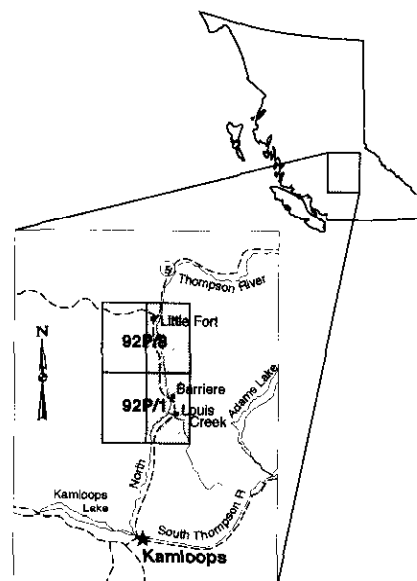 5
Thompson River
N
Little Fort
92P/8
Barriere
92P/1
Louis
Creek
Adams Lake
North
Kamloops
Lake
South Thompson R
Kamloops